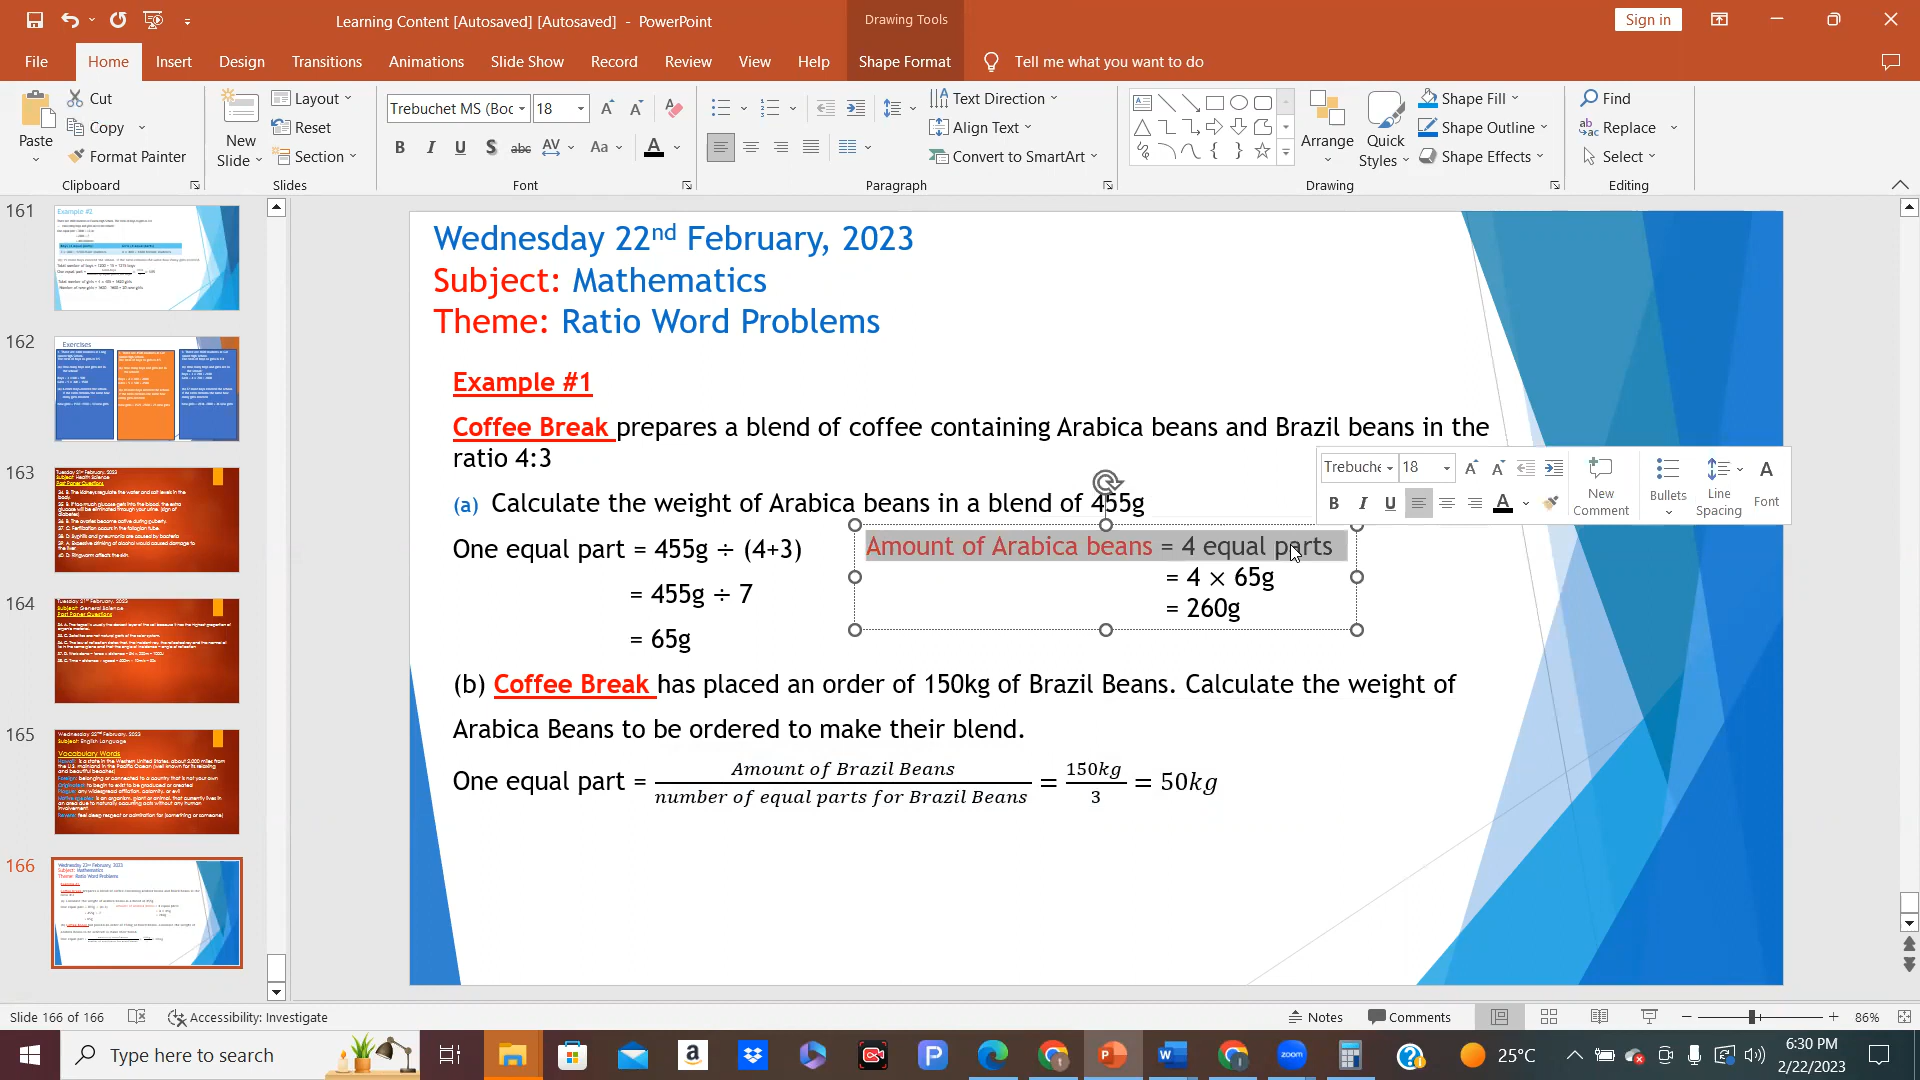 Learning Content [Autosaved] [Autosaved] - PowerPoint
Drawing Tools
Sign in
File Home Insert Design Transitions Animations Slide Show Record Review View Help Shape Format Tell me what you want to do
Paste
Cut
Copy
Format Painter
Clipboard
New Slide
Layout
Reset
Section
Slides
Trebuchet MS (Boc 18
Font
Text Direction
Align Text
Convert to SmartArt
Paragraph
Arrange
Quick Styles
Shape Fill
Shape Outline
Shape Effects
Drawing
Find
Replace
Select
Editing
161
Example #2
162
Exercises
163
164
165
Vocabulary Words
166
Wednesday 22nd February, 2023
Subject: Mathematics
Theme: Ratio Word Problems
Example #1
Coffee Break prepares a blend of coffee containing Arabica beans and Brazil beans in the
ratio 4:3
(a) Calculate the weight of Arabica beans in a blend of 455g
One equal part = 455g ÷ (4+3)
= 455g ÷ 7
= 65g
Amount of Arabica beans = 4 equal parts
= 4 × 65g
= 260g
(b) Coffee Break has placed an order of 150kg of Brazil Beans. Calculate the weight of
Arabica Beans to be ordered to make their blend.
One equal part = Amount of Brazil Beans / number of equal parts for Brazil Beans = 150kg / 3 = 50kg
Trebuche 18
New Comment
Bullets
Line Spacing
Font
Slide 166 of 166
Accessibility: Investigate
Notes
Comments
86%
Type here to search
zoom
25°C
6:30 PM
2/22/2023